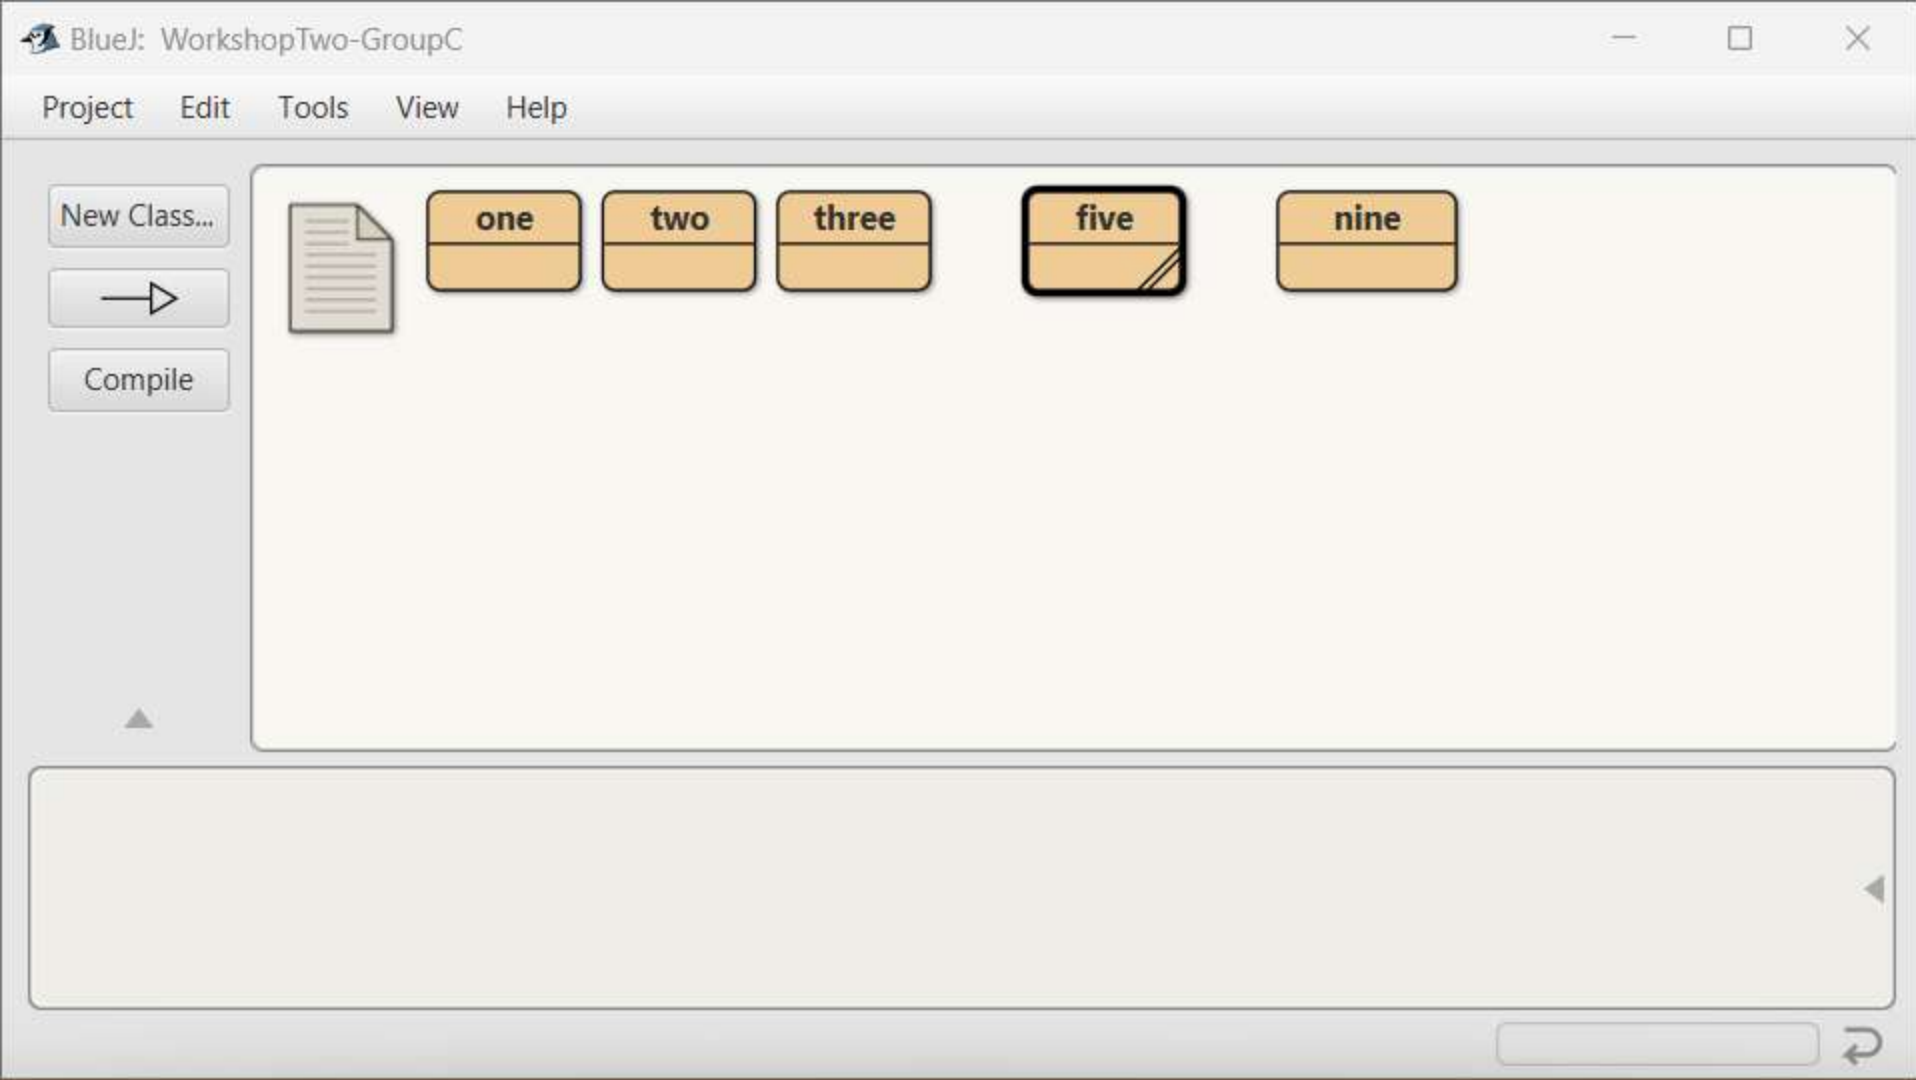 BlueJ: WorkshopTwo-GroupC
Project Edit Tools View Help
New Class...
one two three five nine
Compile